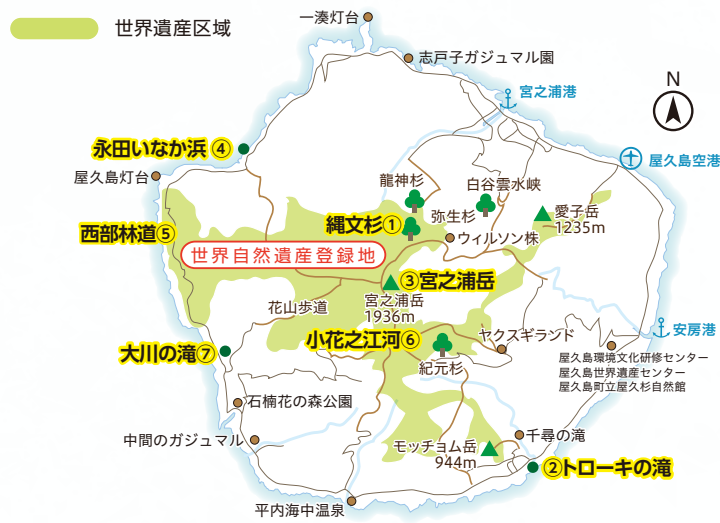 世界遺産区域
一湊灯台
志戸子ガジュマル園
N
宮之浦港
永田いなか浜④
屋久島空港
屋久島灯台
龍神杉
白谷雲水峡
縄文杉①
弥生杉
愛子岳
1235m
西部林道⑤
ウィルソン株
世界自然遺産登録地
③宮之浦岳
宮之浦岳
1936m
花山歩道
小花之江河⑥
ヤクスギランド
安房港
大川の滝⑦
紀元杉
屋久島環境文化研修センター
屋久島世界遺産センター
屋久島町立屋久杉自然館
石楠花の森公園
中間のガジュマル
モッチョム岳
944m
千尋の滝
②トローキの滝
平内海中温泉